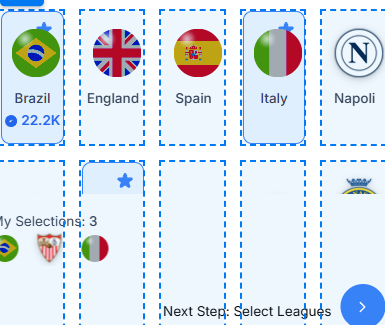 Brazil England Spain Italy Napoli
22.2K
My Selections: 3
Next Step: Select Leagues